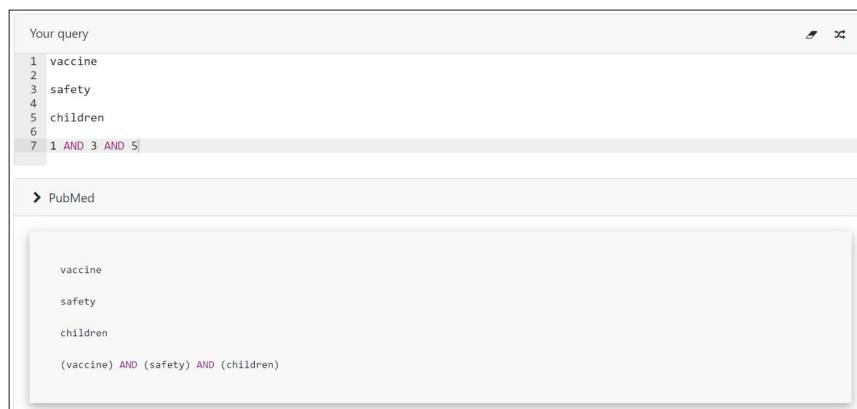 Your query
1 vaccine
2
3 safety
4
5 children
6
7 1 AND 3 AND 5
PubMed
vaccine
safety
children
(vaccine) AND (safety) AND (children)